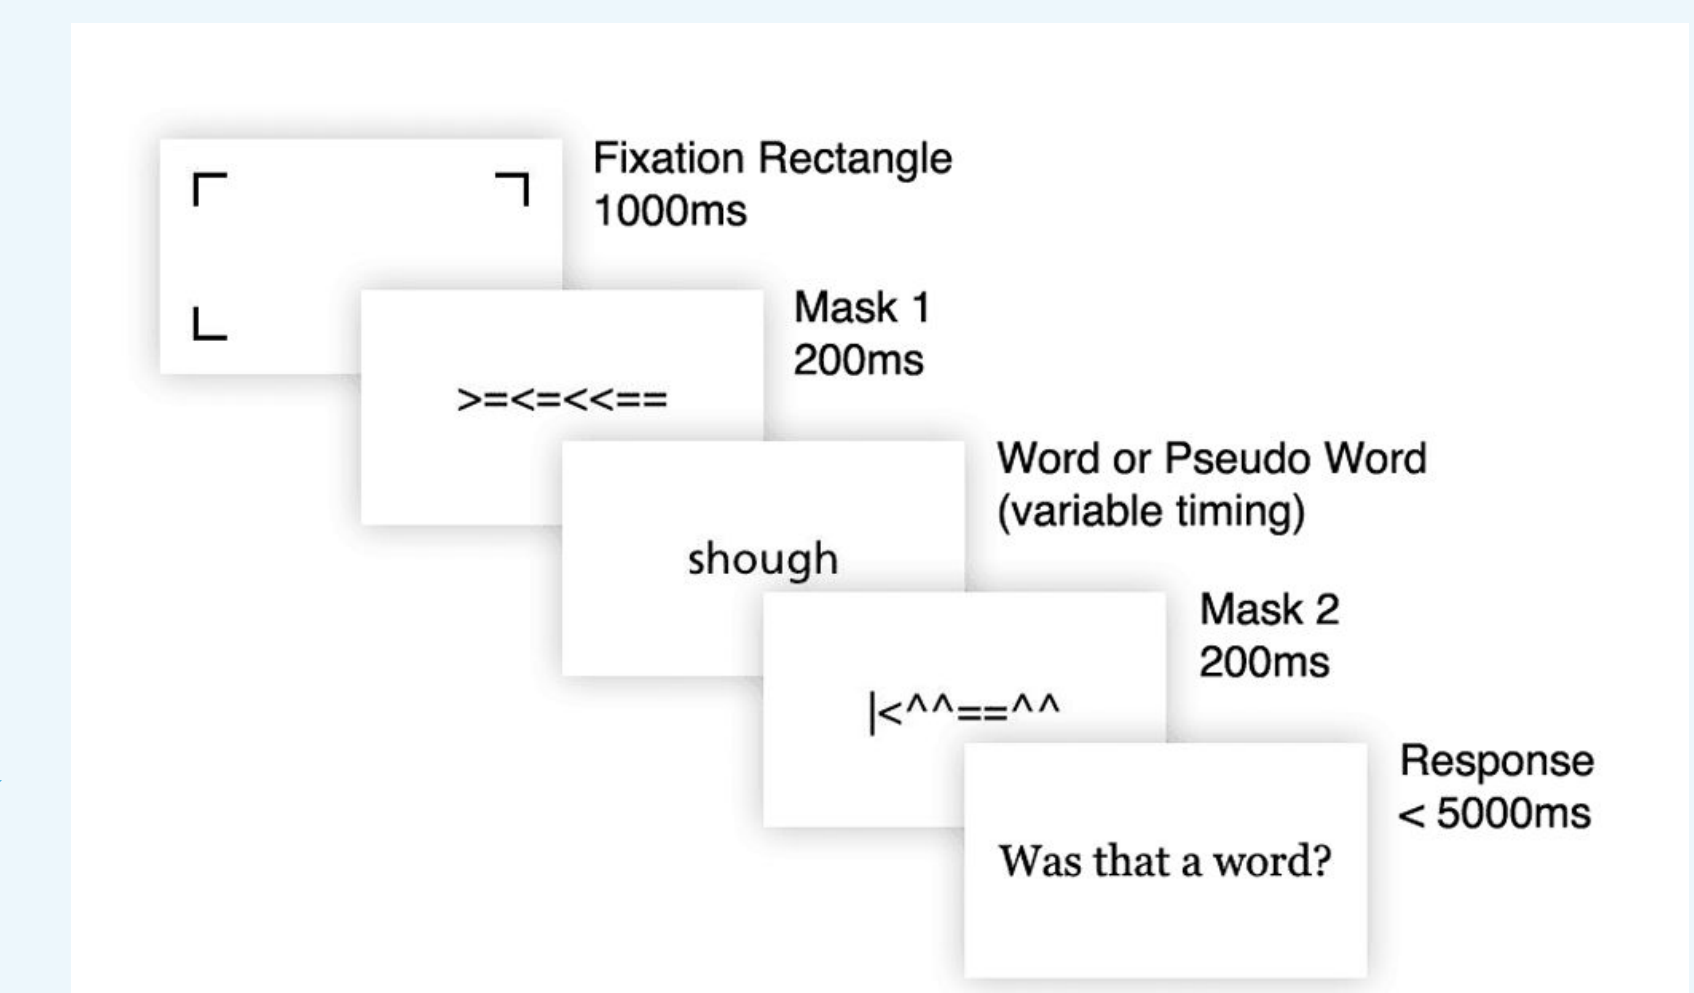 Fixation Rectangle
1000ms
Mask 1
200ms
>=<=<<==
Word or Pseudo Word
(variable timing)
shough
Mask 2
200ms
|<^^==^^
Response
< 5000ms
Was that a word?